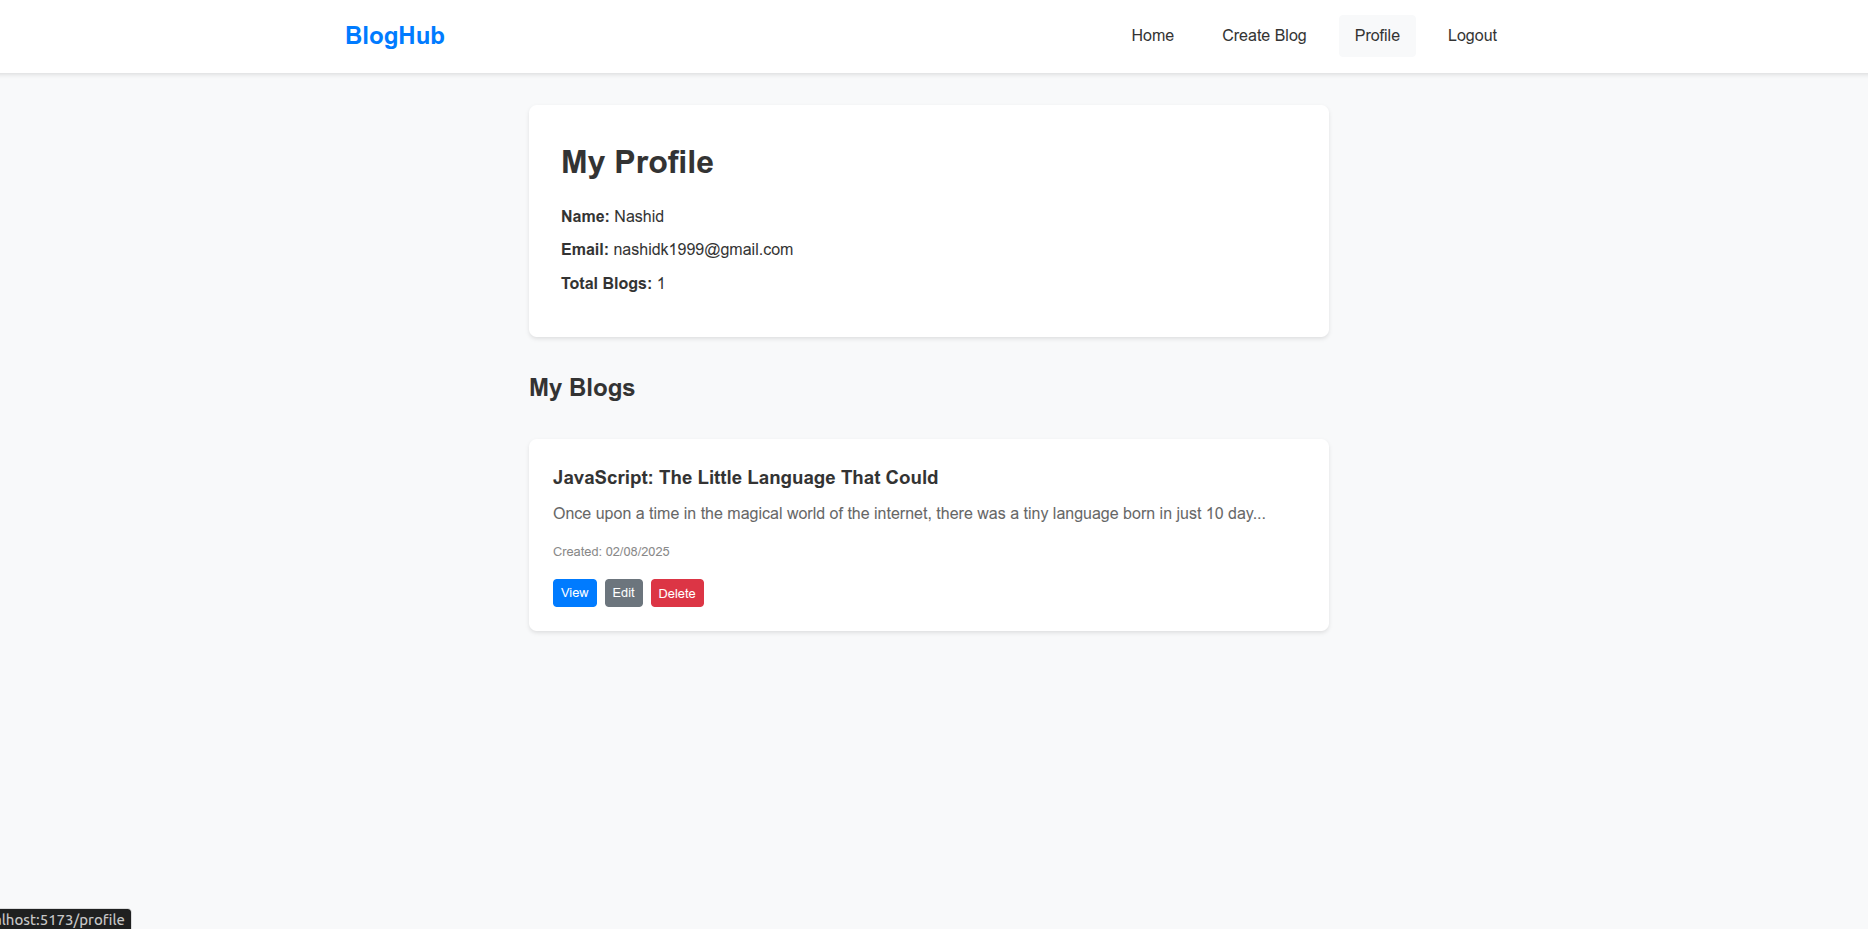 BlogHub
Home Create Blog Profile Logout
My Profile
Name: Nashid
Email: nashidk1999@gmail.com
Total Blogs: 1
My Blogs
JavaScript: The Little Language That Could
Once upon a time in the magical world of the internet, there was a tiny language born in just 10 day...
Created: 02/08/2025
View Edit Delete
lhost:5173/profile